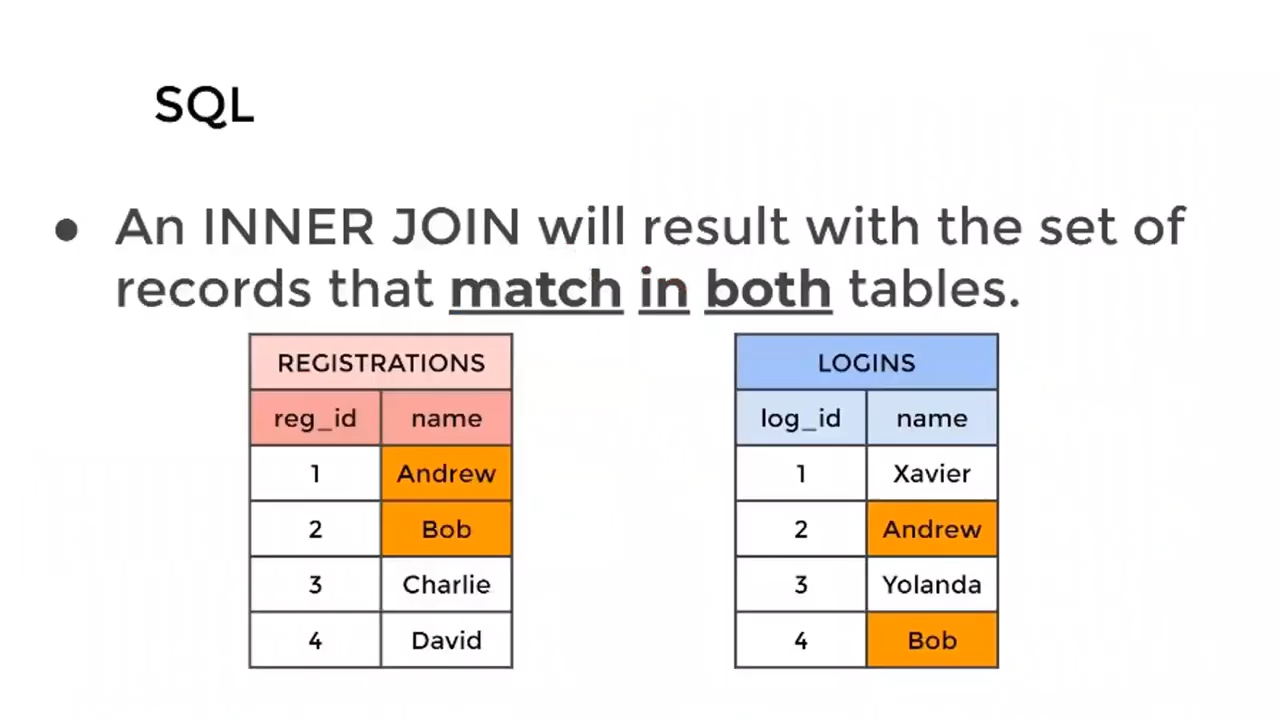 SQL
● An INNER JOIN will result with the set of
records that match in both tables.
REGISTRATIONS
reg_id name
1 Andrew
2 Bob
3 Charlie
4 David
LOGINS
log_id name
1 Xavier
2 Andrew
3 Yolanda
4 Bob